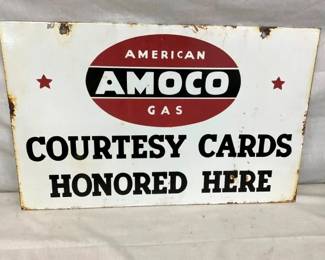 AMERICAN
AMOCO
GAS
COURTESY CARDS
HONORED HERE